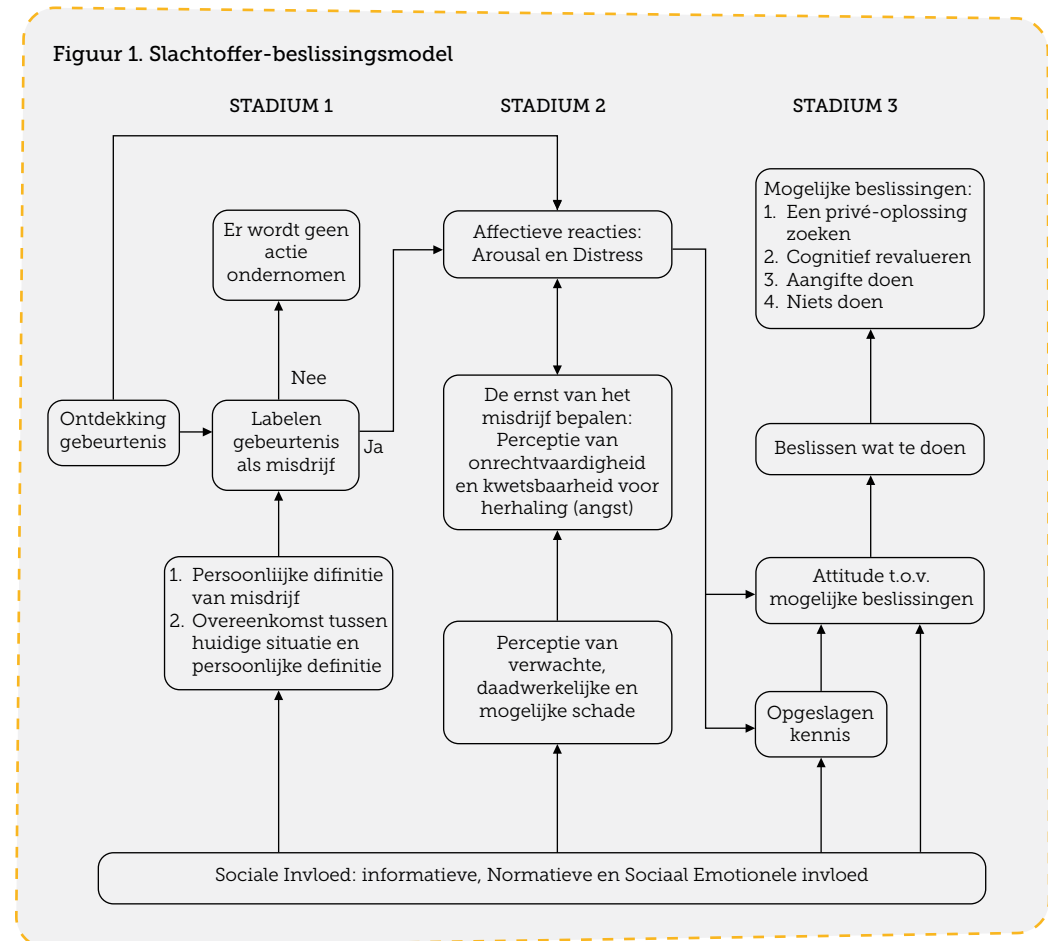 Figuur 1. Slachtoffer-beslissingsmodel
STADIUM 1
STADIUM 2
STADIUM 3
Er wordt geen
actie
ondernomen
Nee
Ontdekking
gebeurtenis
Labelen
gebeurtenis
als misdrijf
Ja
1. Persoonliijke difinitie
van misdrijf
2. Overeenkomst tussen
huidige situatie en
persoonlijke definitie
Affectieve reacties:
Arousal en Distress
De ernst van het
misdrijf bepalen:
Perceptie van
onrechtvaardigheid
en kwetsbaarheid voor
herhaling (angst)
Perceptie van
verwachte,
daadwerkelijke en
mogelijke schade
Mogelijke beslissingen:
1. Een privé-oplossing
zoeken
2. Cognitief revalueren
3. Aangifte doen
4. Niets doen
Beslissen wat te doen
Attitude t.o.v.
mogelijke beslissingen
Opgeslagen
kennis
Sociale Invloed: informatieve, Normatieve en Sociaal Emotionele invloed